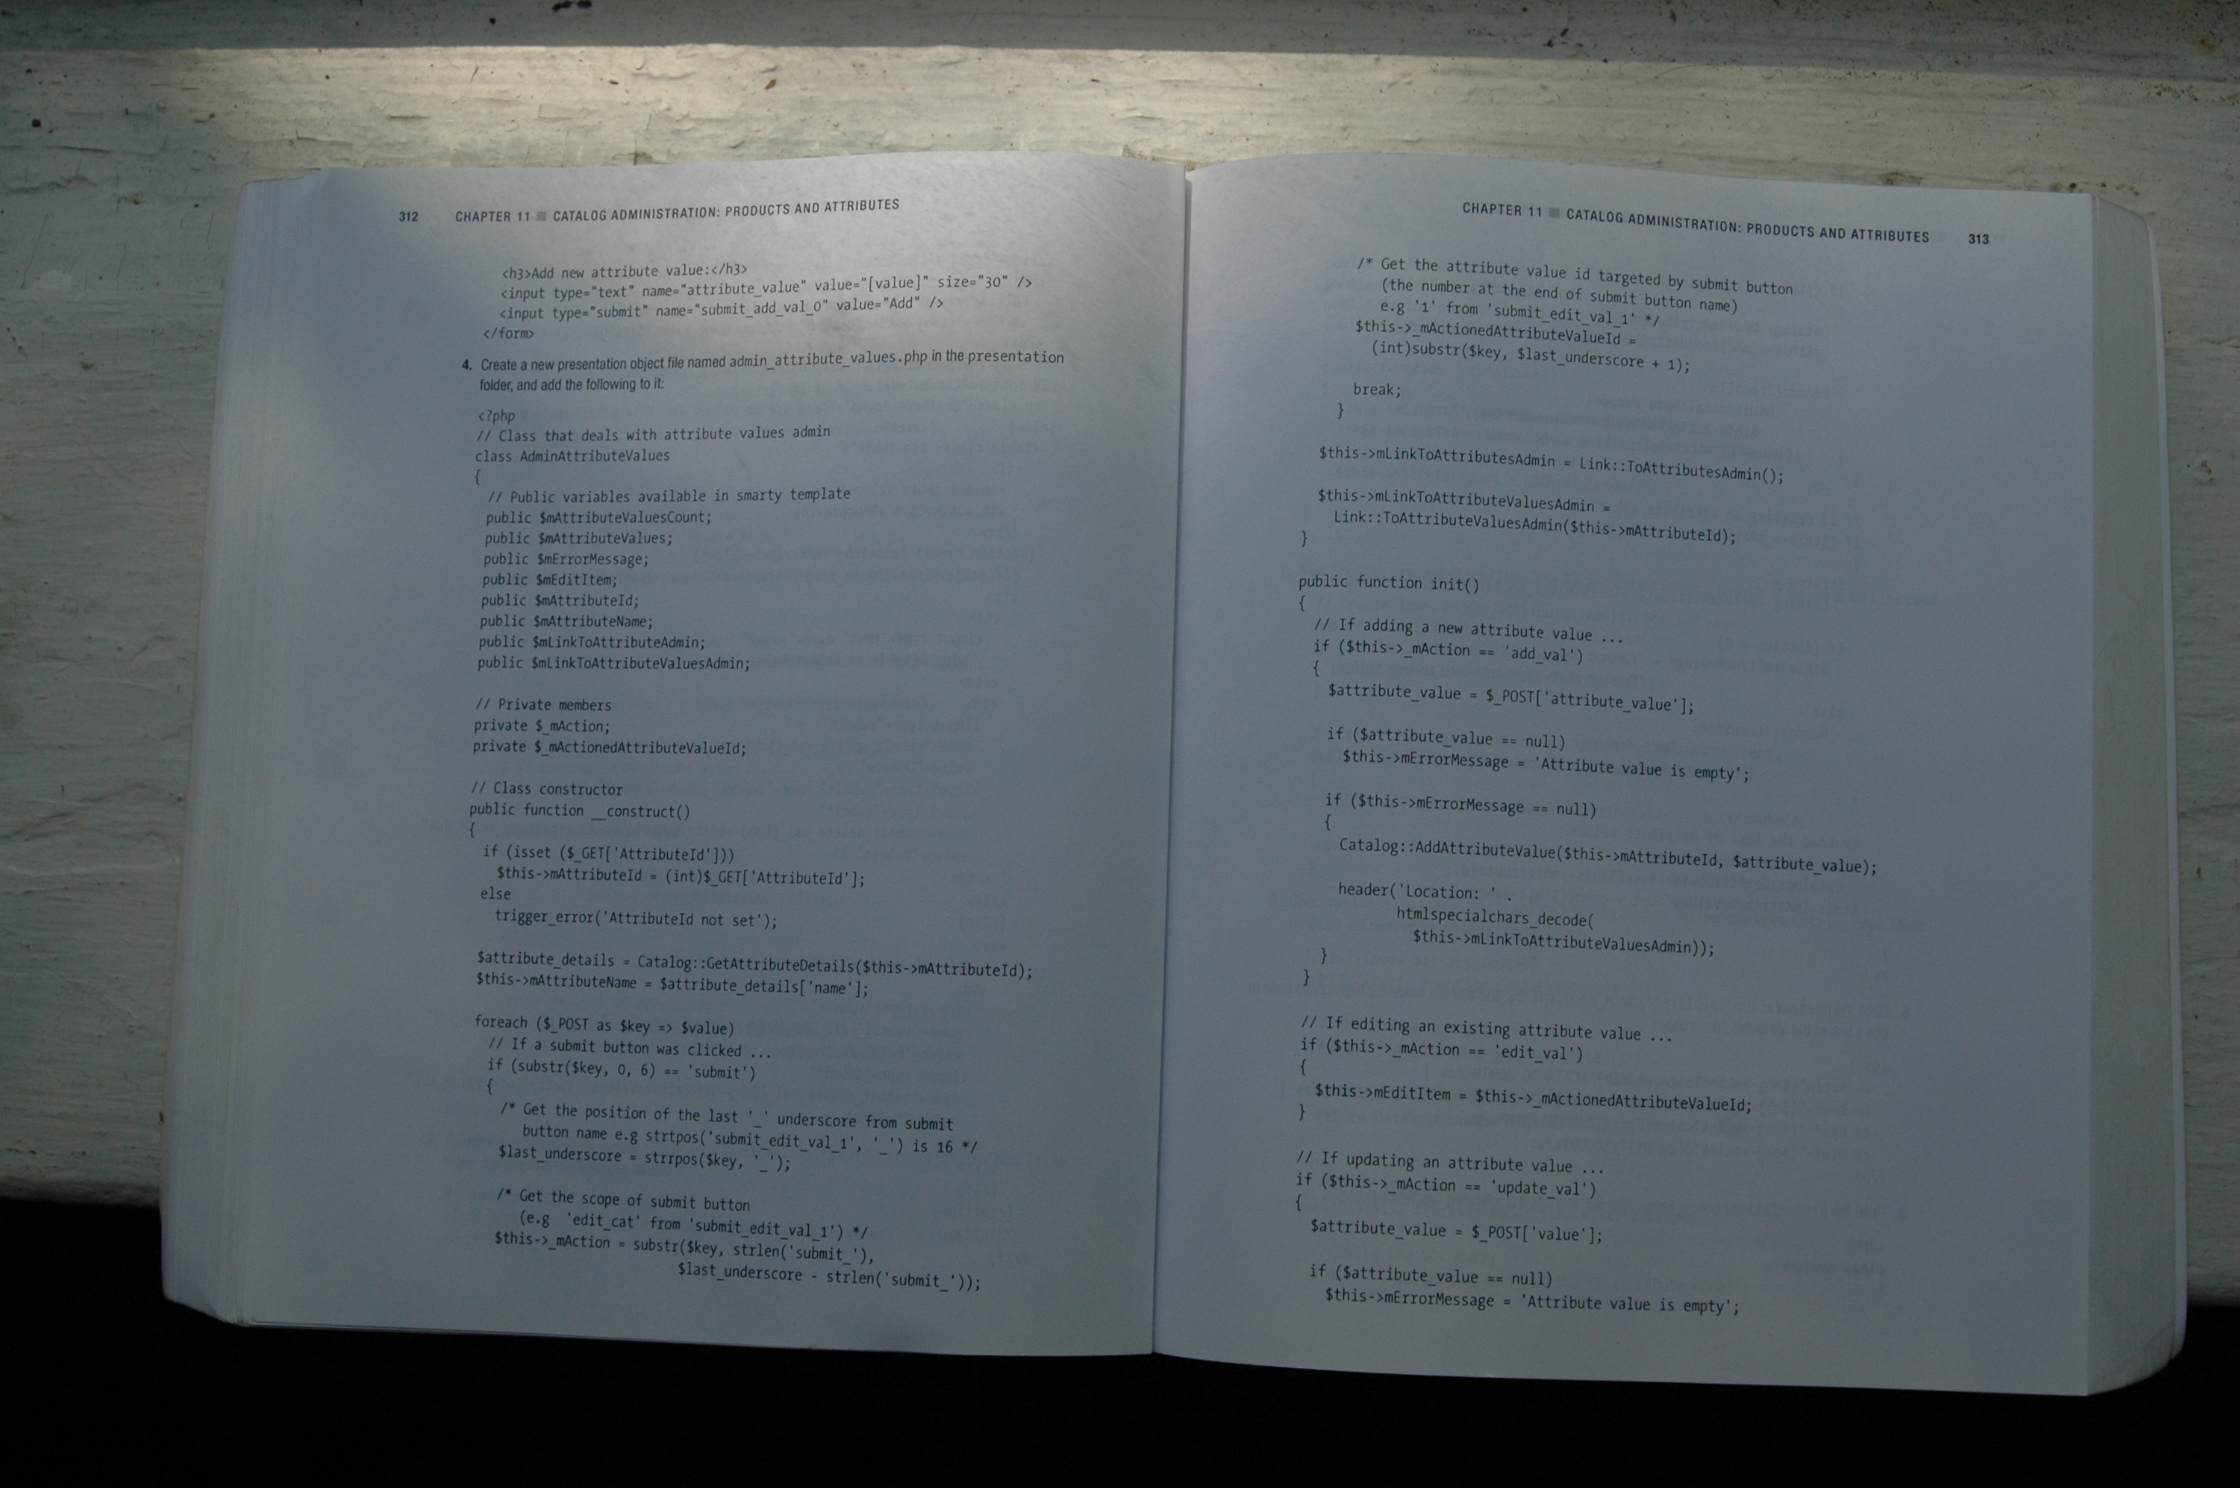 312 CHAPTER 11 ■ CATALOG ADMINISTRATION: PRODUCTS AND ATTRIBUTES
<h3>Add new attribute value:</h3>
<input type="text" name="attribute_value" value="[value]" size="30" />
<input type="submit" name="submit_add_val_0" value="Add" />
</form>
4. Create a new presentation object file named admin_attribute_values.php in the presentation
folder, and add the following to it:
<?php
// Class that deals with attribute values admin
class AdminAttributeValues
{
// Public variables available in smarty template
public $mAttributeValuesCount;
public $mAttributeValues;
public $mErrorMessage;
public $mEditItem;
public $mAttributeId;
public $mAttributeName;
public $mLinkToAttributeAdmin;
public $mLinkToAttributeValuesAdmin;
// Private members
private $_mAction;
private $_mActionedAttributeValueId;
// Class constructor
public function __construct()
{
if (isset ($_GET['AttributeId']))
$this->mAttributeId = (int)$_GET['AttributeId'];
else
trigger_error('AttributeId not set');
$attribute_details = Catalog::GetAttributeDetails($this->mAttributeId);
$this->mAttributeName = $attribute_details['name'];
foreach ($_POST as $key => $value)
// If a submit button was clicked ...
if (substr($key, 0, 6) == 'submit')
{
/* Get the position of the last '_' underscore from submit
button name e.g strtpos('submit_edit_val_1', '_') is 16 */
$last_underscore = strrpos($key, '_');
/* Get the scope of submit button
(e.g 'edit_cat' from 'submit_edit_val_1') */
$this->_mAction = substr($key, strlen('submit_'),
$last_underscore - strlen('submit_'));
CHAPTER 11 ■ CATALOG ADMINISTRATION: PRODUCTS AND ATTRIBUTES 313
/* Get the attribute value id targeted by submit button
(the number at the end of submit button name)
e.g '1' from 'submit_edit_val_1' */
$this->_mActionedAttributeValueId =
(int)substr($key, $last_underscore + 1);
break;
}
$this->mLinkToAttributesAdmin = Link::ToAttributesAdmin();
$this->mLinkToAttributeValuesAdmin =
Link::ToAttributeValuesAdmin($this->mAttributeId);
}
public function init()
{
// If adding a new attribute value ...
if ($this->_mAction == 'add_val')
{
$attribute_value = $_POST['attribute_value'];
if ($attribute_value == null)
$this->mErrorMessage = 'Attribute value is empty';
if ($this->mErrorMessage == null)
{
Catalog::AddAttributeValue($this->mAttributeId, $attribute_value);
header('Location: ' .
htmlspecialchars_decode(
$this->mLinkToAttributeValuesAdmin));
}
}
// If editing an existing attribute value ...
if ($this->_mAction == 'edit_val')
{
$this->mEditItem = $this->_mActionedAttributeValueId;
}
// If updating an attribute value ...
if ($this->_mAction == 'update_val')
{
$attribute_value = $_POST['value'];
if ($attribute_value == null)
$this->mErrorMessage = 'Attribute value is empty';